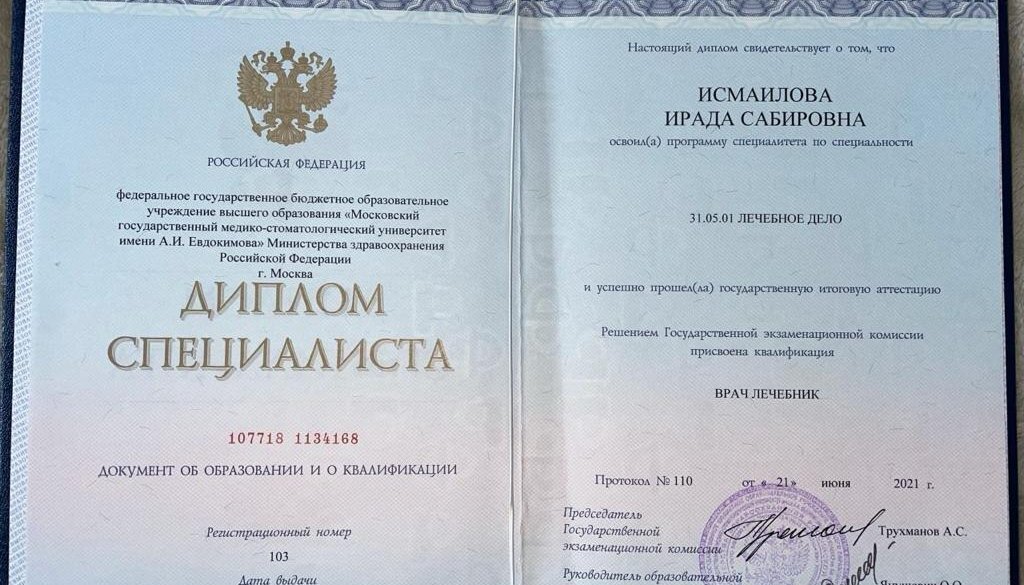 РОССИЙСКАЯ ФЕДЕРАЦИЯ
федеральное государственное бюджетное образовательное
учреждение высшего образования «Московский
государственный медико-стоматологический университет
имени А.И. Евдокимова» Министерства здравоохранения
Российской Федерации
г. Москва
ДИПЛОМ
СПЕЦИАЛИСТА
107718 1134168
ДОКУМЕНТ ОБ ОБРАЗОВАНИИ И О КВАЛИФИКАЦИИ
Регистрационный номер
103
Дата выдачи
Настоящий диплом свидетельствует о том, что
ИСМАИЛОВА
ИРАДА САБИРОВНА
освоил(а) программу специалитета по специальности
31.05.01 ЛЕЧЕБНОЕ ДЕЛО
и успешно прошел(ла) государственную итоговую аттестацию
Решением Государственной экзаменационной комиссии
присвоена квалификация
ВРАЧ ЛЕЧЕБНИК
Протокол № 110 от « 21» июня 2021 г.
Председатель
Государственной
экзаменационной комиссии
Трухманов А.С.
Руководитель образовательной